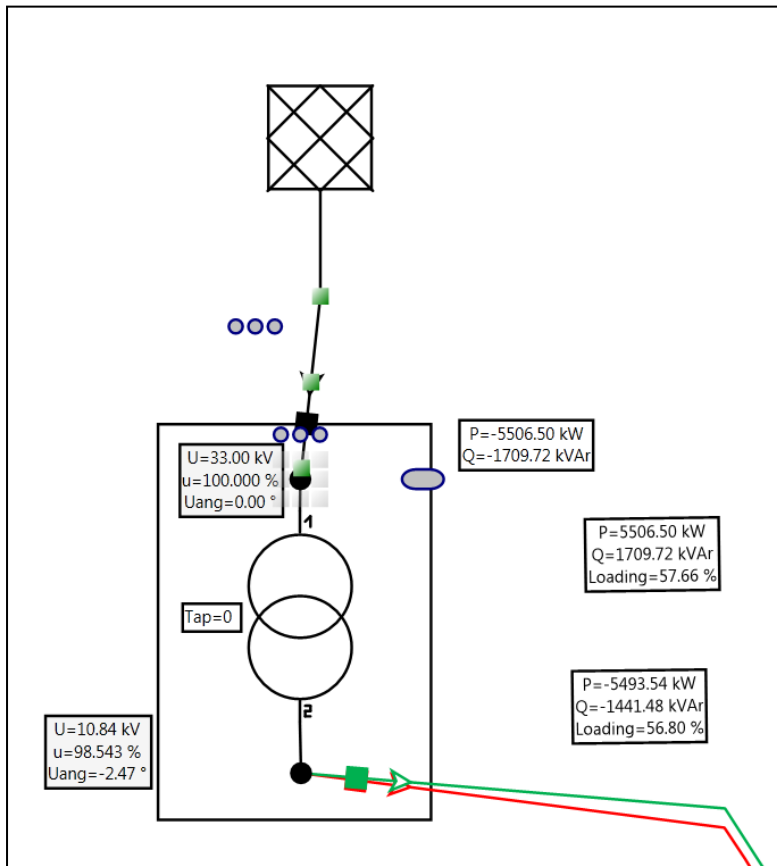 P=-5506.50 kW
Q=-1709.72 kVAr
U=33.00 kV
u=100.000 %
Uang=0.00 °
1
P=5506.50 kW
Q=1709.72 kVAr
Loading=57.66 %
Tap=0
2
P=-5493.54 kW
Q=-1441.48 kVAr
Loading=56.80 %
U=10.84 kV
u=98.543 %
Uang=-2.47 °